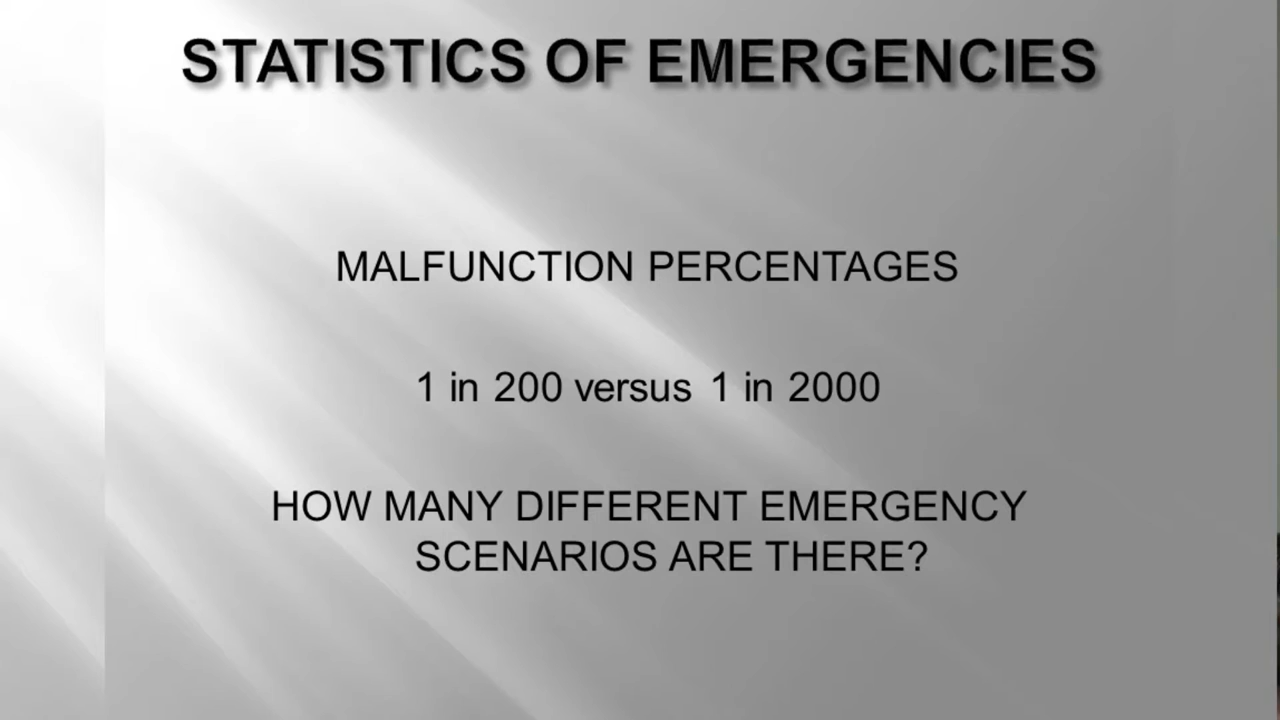 STATISTICS OF EMERGENCIES
MALFUNCTION PERCENTAGES
1 in 200 versus 1 in 2000
HOW MANY DIFFERENT EMERGENCY
SCENARIOS ARE THERE?